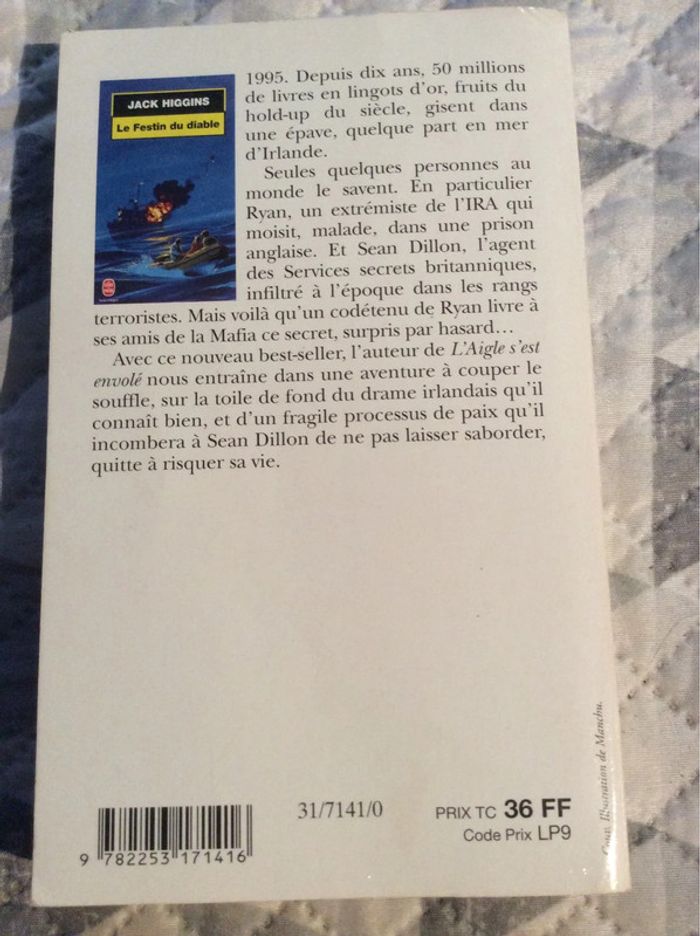 JACK HIGGINS
Le Festin du diable
1995. Depuis dix ans, 50 millions
de livres en lingots d'or, fruits du
hold-up du siècle, gisent dans
une épave, quelque part en mer
d'Irlande.
Seules quelques personnes au
monde le savent. En particulier
Ryan, un extrémiste de l'IRA qui
moisit, malade, dans une prison
anglaise. Et Sean Dillon, l'agent
des Services secrets britanniques,
infiltré à l'époque dans les rangs
terroristes. Mais voilà qu'un codétenu de Ryan livre à
ses amis de la Mafia ce secret, surpris par hasard…
Avec ce nouveau best-seller, l'auteur de L'Aigle s'est
envolé nous entraîne dans une aventure à couper le
souffle, sur la toile de fond du drame irlandais qu'il
connaît bien, et d'un fragile processus de paix qu'il
incombera à Sean Dillon de ne pas laisser saborder,
quitte à risquer sa vie.
Couv. Illustration de Manchu.
31/7141/0
PRIX TC 36 FF
Code Prix LP9
9 782253 171416